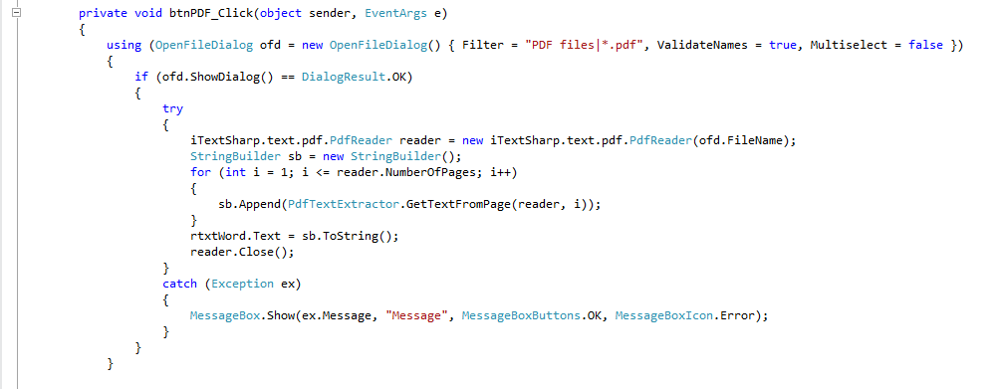 private void btnPDF_Click(object sender, EventArgs e)
{
using (OpenFileDialog ofd = new OpenFileDialog() { Filter = "PDF files|*.pdf", ValidateNames = true, Multiselect = false })
{
if (ofd.ShowDialog() == DialogResult.OK)
{
try
{
iTextSharp.text.pdf.PdfReader reader = new iTextSharp.text.pdf.PdfReader(ofd.FileName);
StringBuilder sb = new StringBuilder();
for (int i = 1; i <= reader.NumberOfPages; i++)
{
sb.Append(PdfTextExtractor.GetTextFromPage(reader, i));
}
rtxtWord.Text = sb.ToString();
reader.Close();
}
catch (Exception ex)
{
MessageBox.Show(ex.Message, "Message", MessageBoxButtons.OK, MessageBoxIcon.Error);
}
}
}